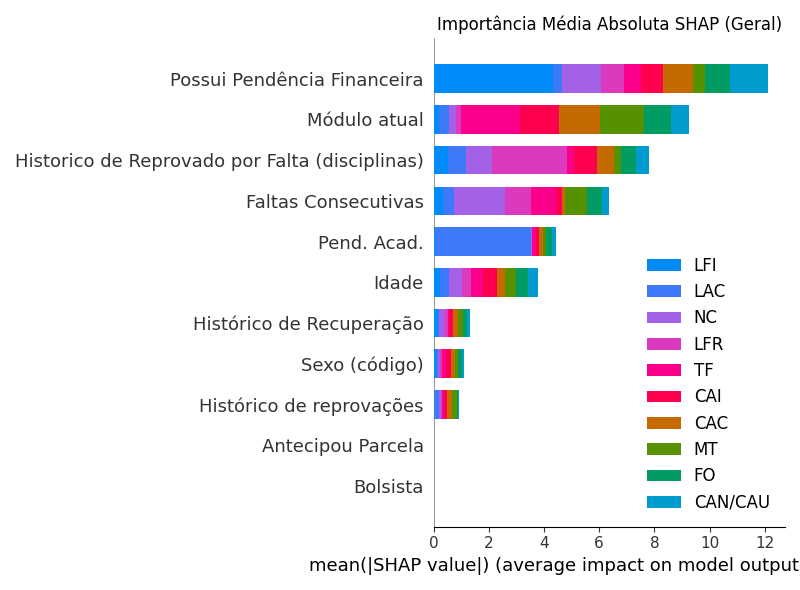 Importância Média Absoluta SHAP (Geral)
Possui Pendência Financeira
Módulo atual
Historico de Reprovado por Falta (disciplinas)
Faltas Consecutivas
Pend. Acad.
Idade
Histórico de Recuperação
Sexo (código)
Histórico de reprovações
Antecipou Parcela
Bolsista
LFI
LAC
NC
LFR
TF
CAI
CAC
MT
FO
CAN/CAU
0 2 4 6 8 10 12
mean(|SHAP value|) (average impact on model output